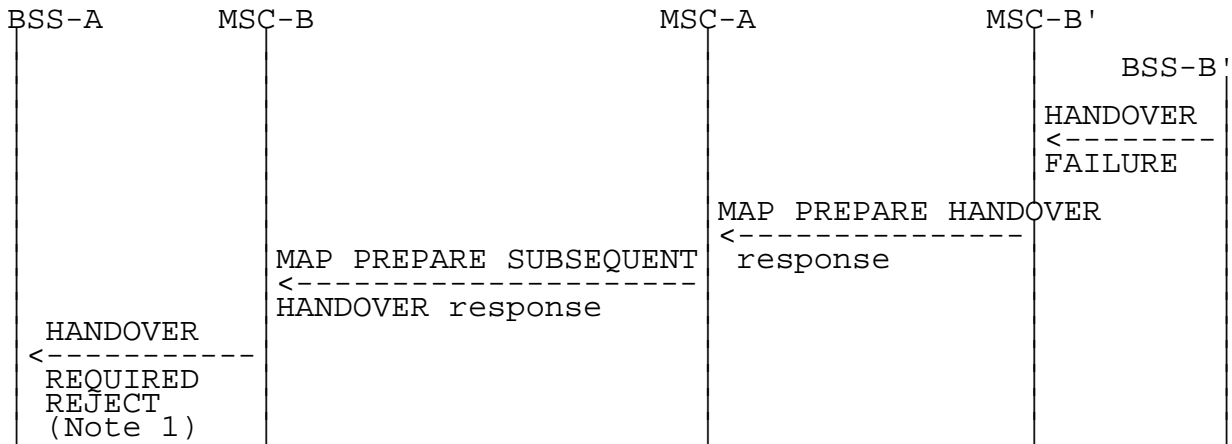 BSS-A MSC-B MSC-A MSC-B'
BSS-B'
HANDOVER
<--------
FAILURE
MAP PREPARE HANDOVER
<---------------
response
MAP PREPARE SUBSEQUENT
<--------------------
HANDOVER response
HANDOVER
<-----------
REQUIRED
REJECT
(Note 1)